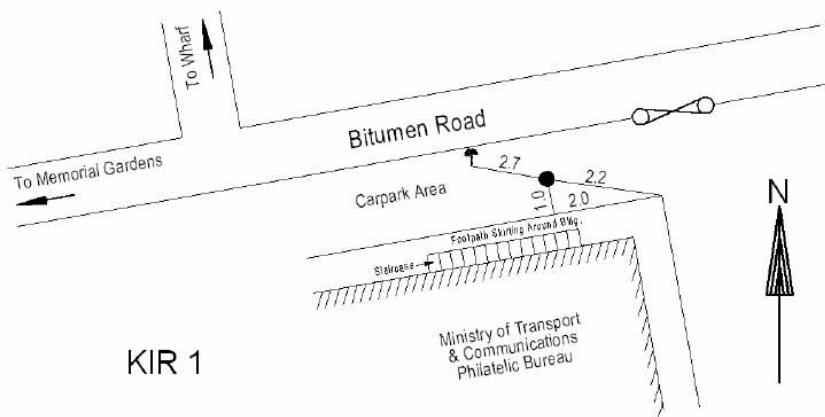 To Wharf
Bitumen Road
To Memorial Gardens
2.7
2.2
Carpark Area
1.0
2.0
N
Footpath Skirting Around Bldg.
Staircase
Ministry of Transport
& Communications
Philatelic Bureau
KIR 1